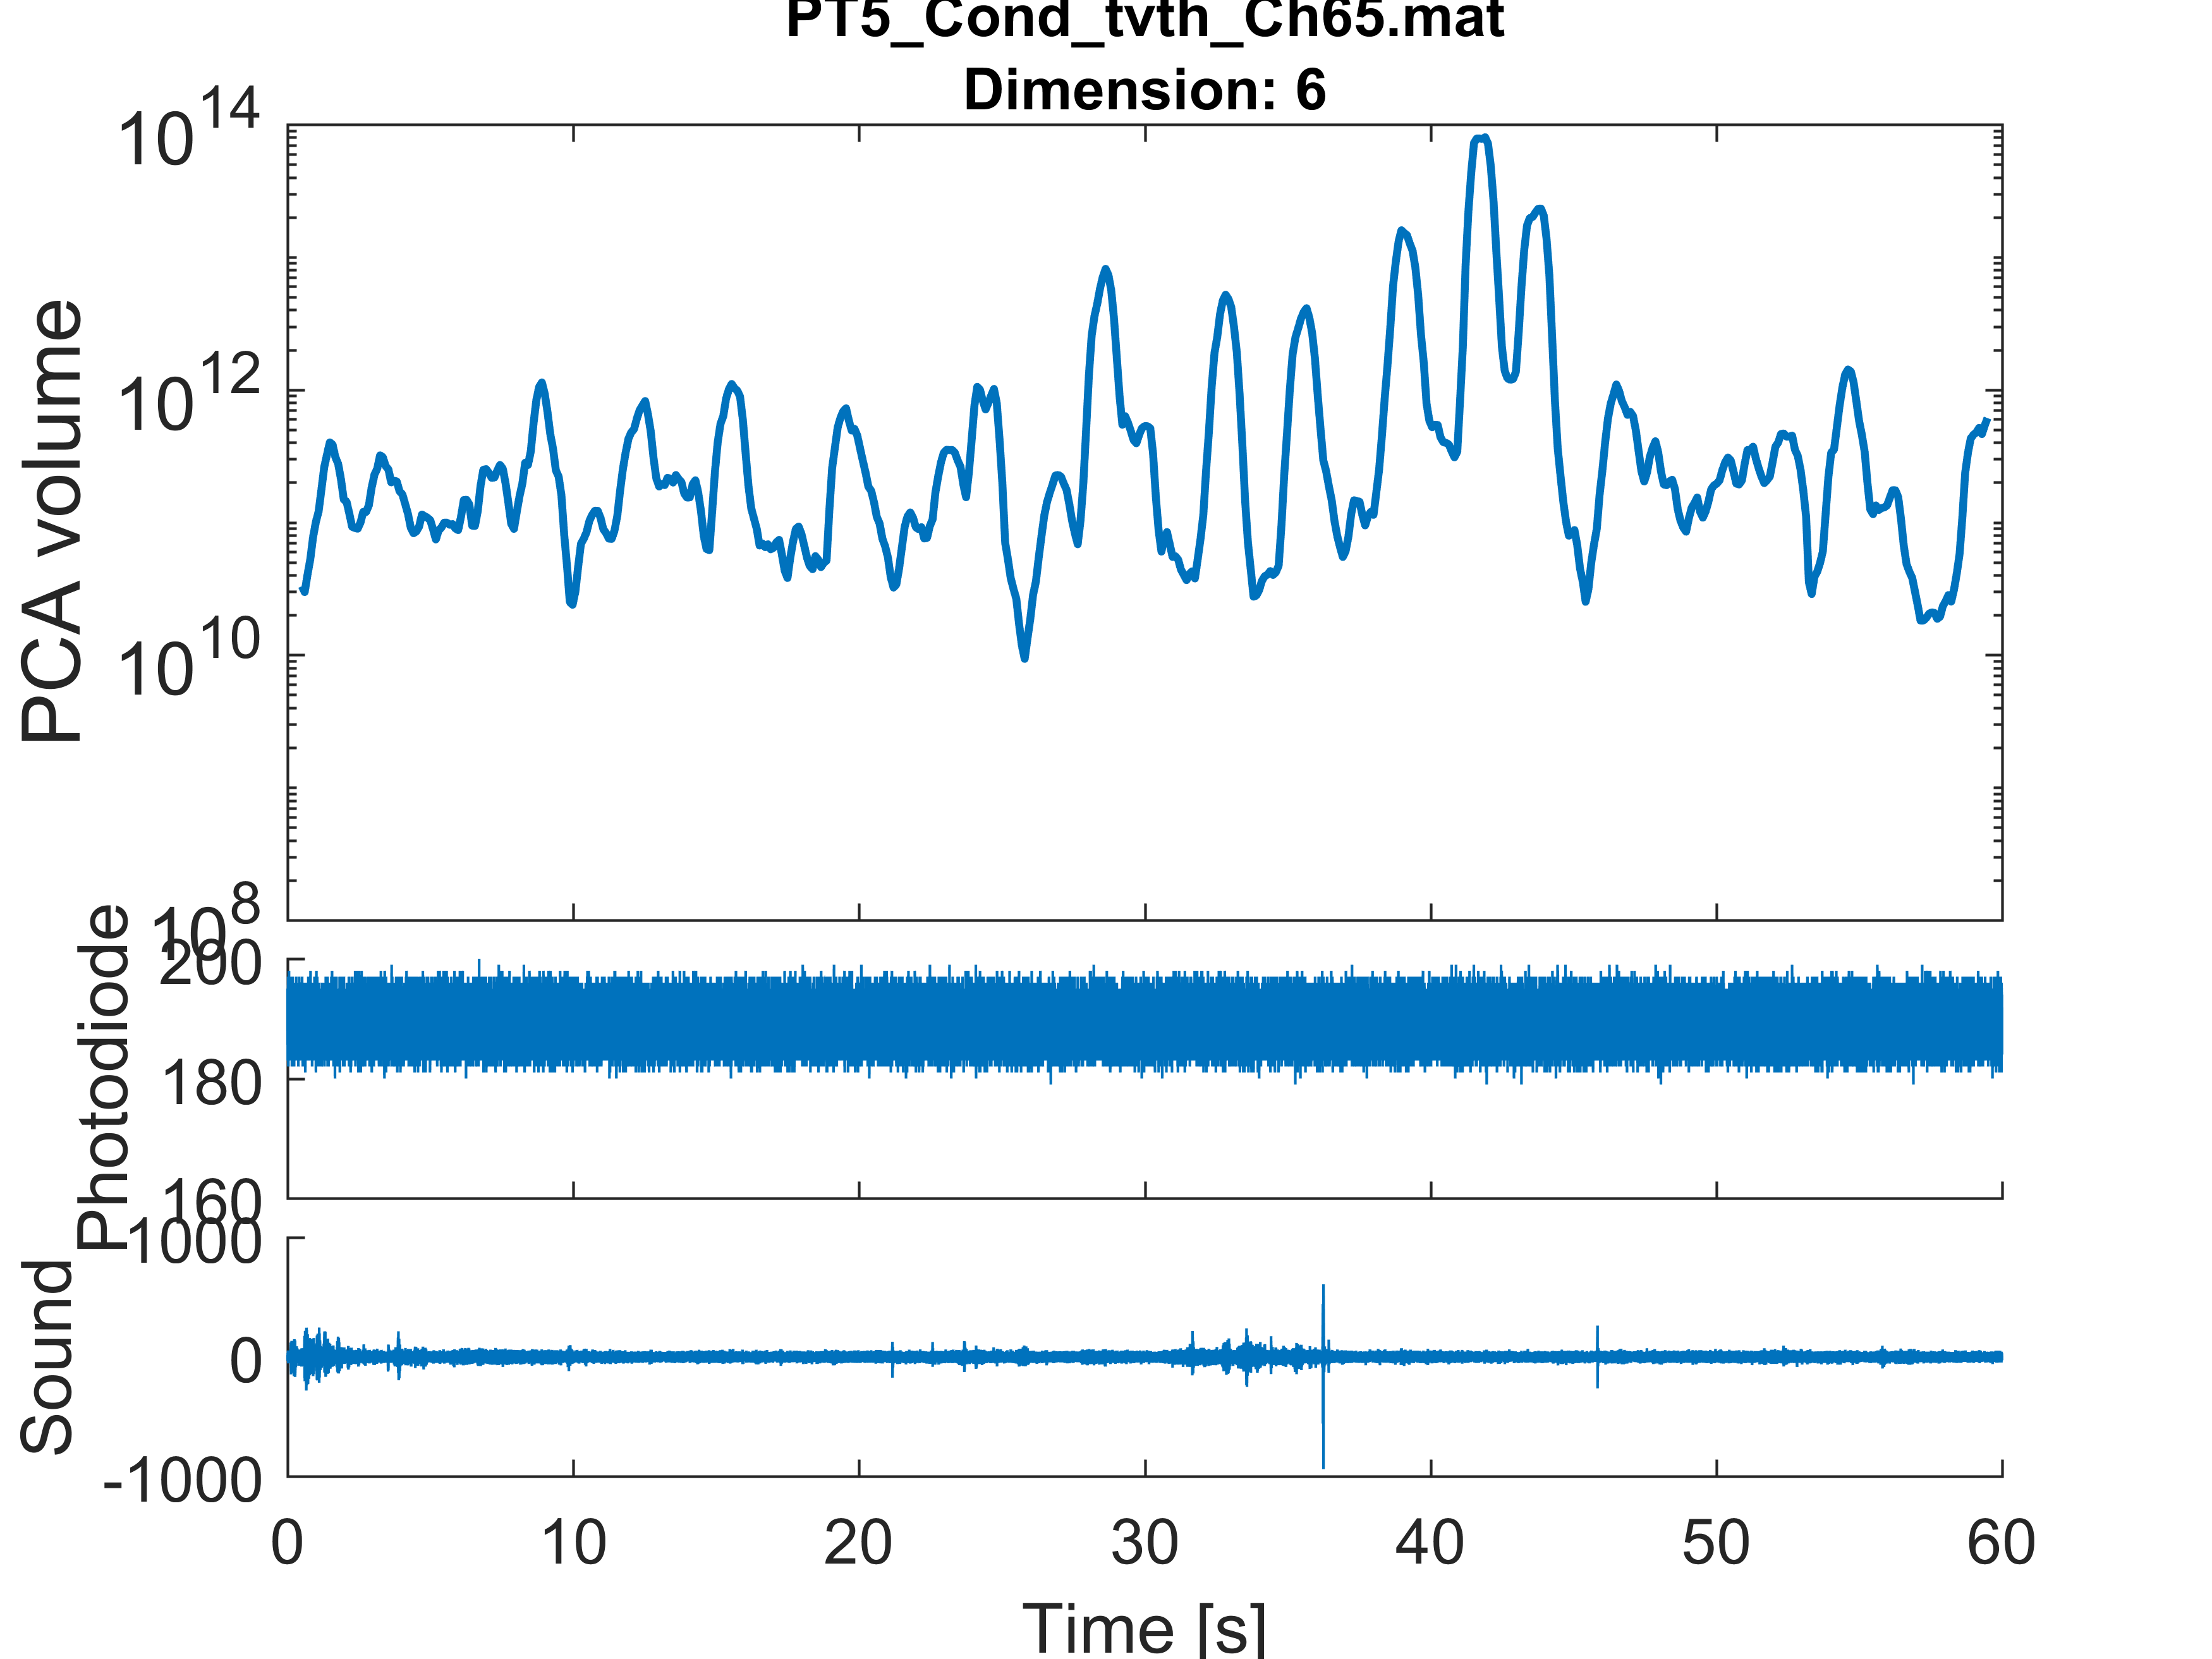 PT5_Cond_tvth_Ch65.mat
Dimension: 6
PCA volume
10^14
10^12
10^10
10^8
Photodiode
200
180
160
Sound
1000
0
-1000
0 10 20 30 40 50 60
Time [s]